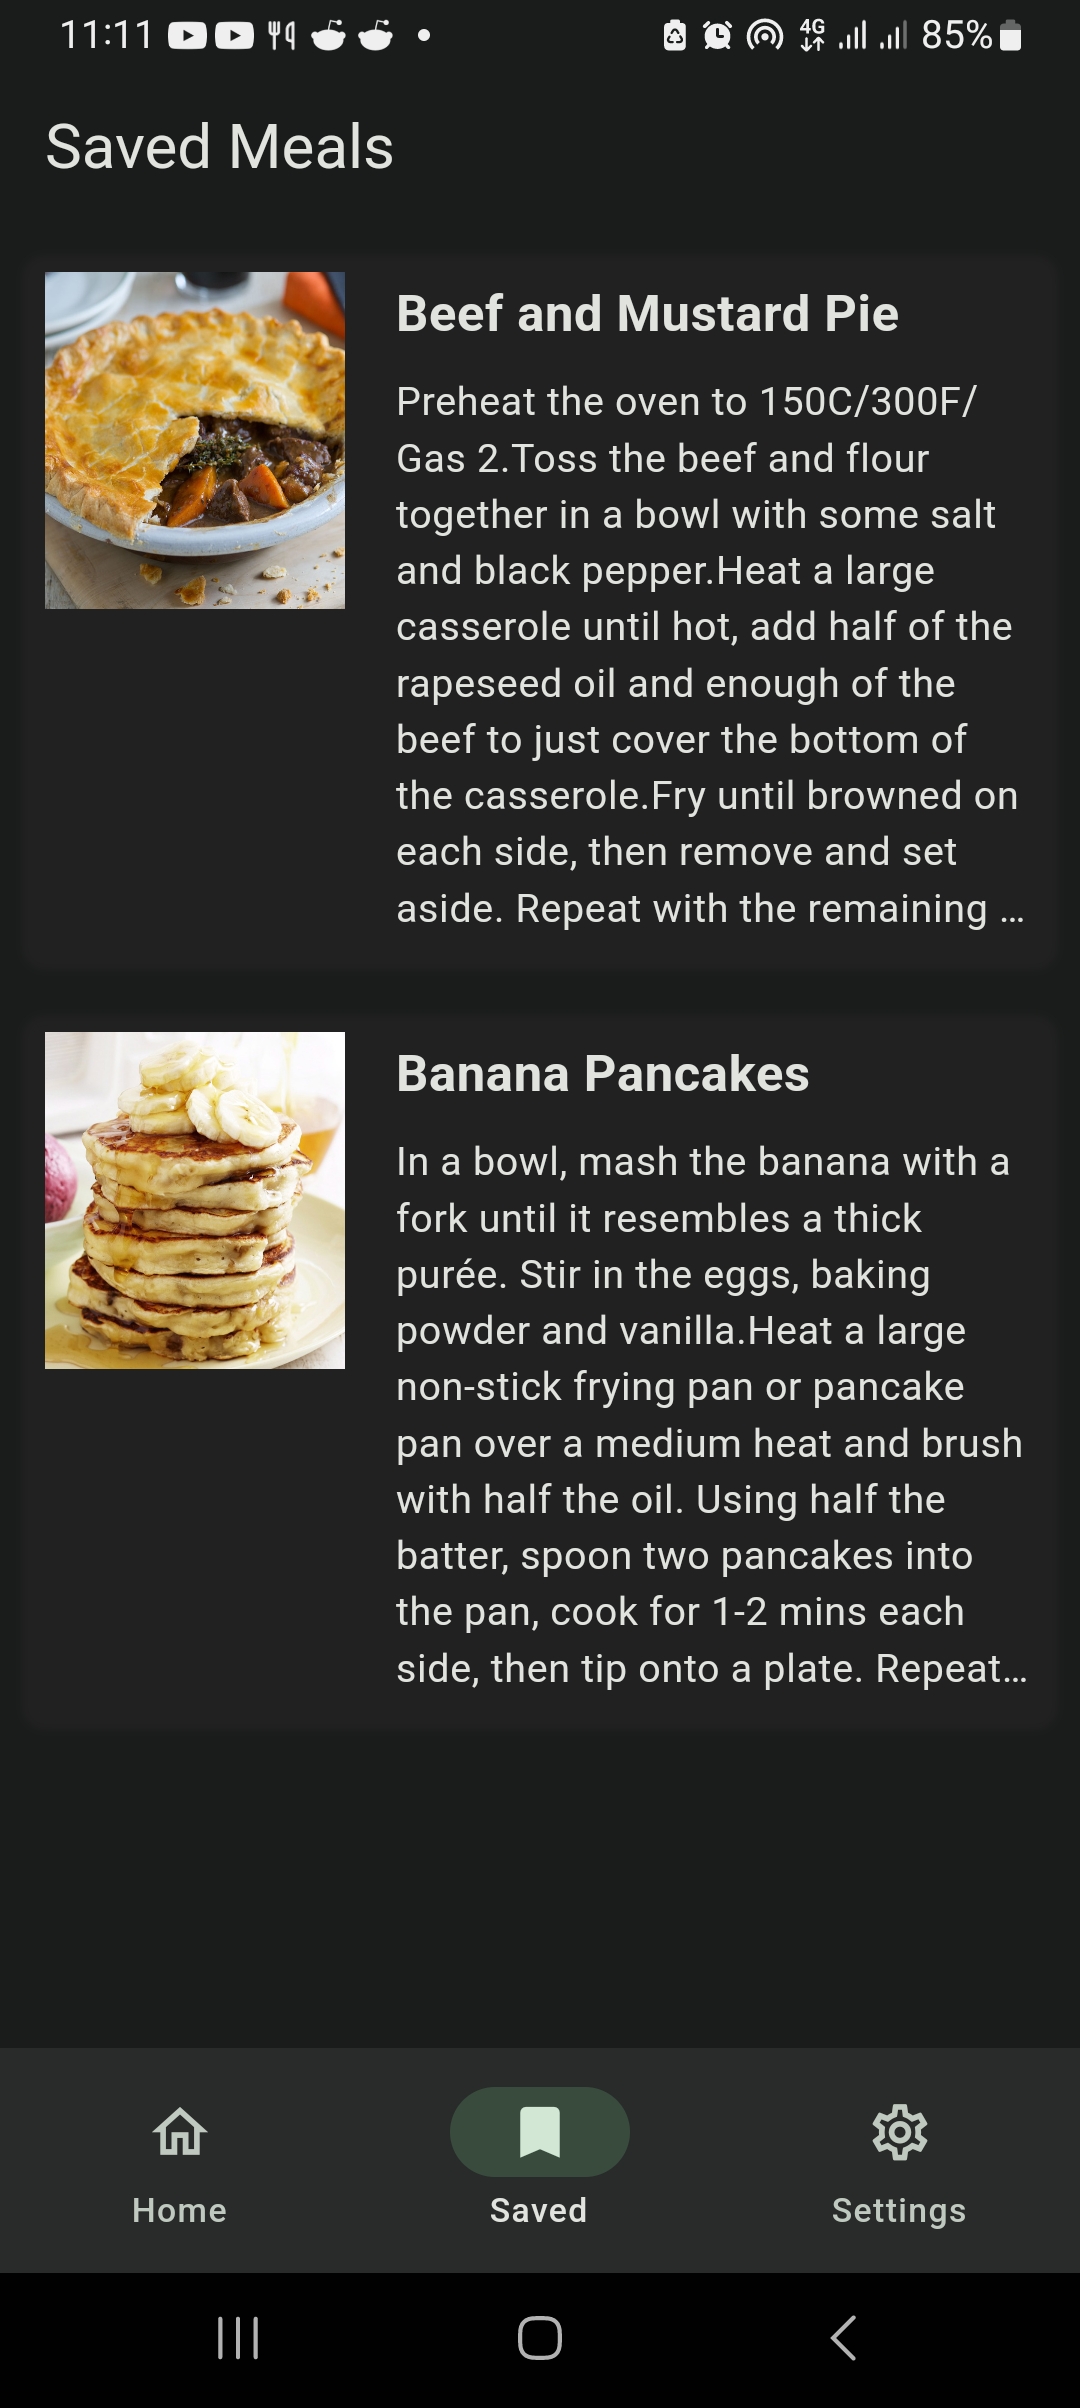 11:11
4G
85%
Saved Meals
Beef and Mustard Pie
Preheat the oven to 150C/300F/
Gas 2.Toss the beef and flour
together in a bowl with some salt
and black pepper.Heat a large
casserole until hot, add half of the
rapeseed oil and enough of the
beef to just cover the bottom of
the casserole.Fry until browned on
each side, then remove and set
aside. Repeat with the remaining ...
Banana Pancakes
In a bowl, mash the banana with a
fork until it resembles a thick
purée. Stir in the eggs, baking
powder and vanilla.Heat a large
non-stick frying pan or pancake
pan over a medium heat and brush
with half the oil. Using half the
batter, spoon two pancakes into
the pan, cook for 1-2 mins each
side, then tip onto a plate. Repeat...
Home
Saved
Settings